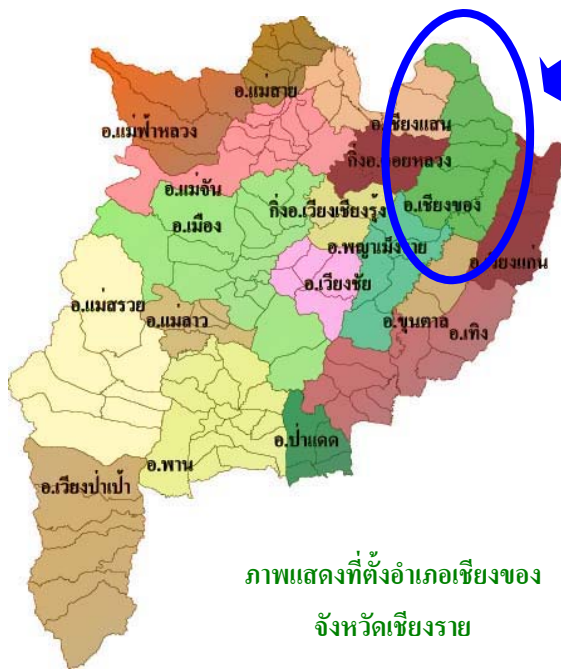 อ.แม่สาย
อ.แม่ฟ้าหลวง
อ.เชียงแสน
กิ่งอ.ดอยหลวง
อ.แม่จัน
อ.เชียงของ
กิ่งอ.เวียงเชียงรุ้ง
อ.เมือง
อ.พญาเม็งราย
อ.เวียงแก่น
อ.เวียงชัย
อ.แม่สรวย
อ.แม่ลาว
อ.ขุนตาล
อ.เทิง
อ.ป่าแดด
อ.พาน
อ.เวียงป่าเป้า
ภาพแสดงที่ตั้งอำเภอเชียงของ
จังหวัดเชียงราย